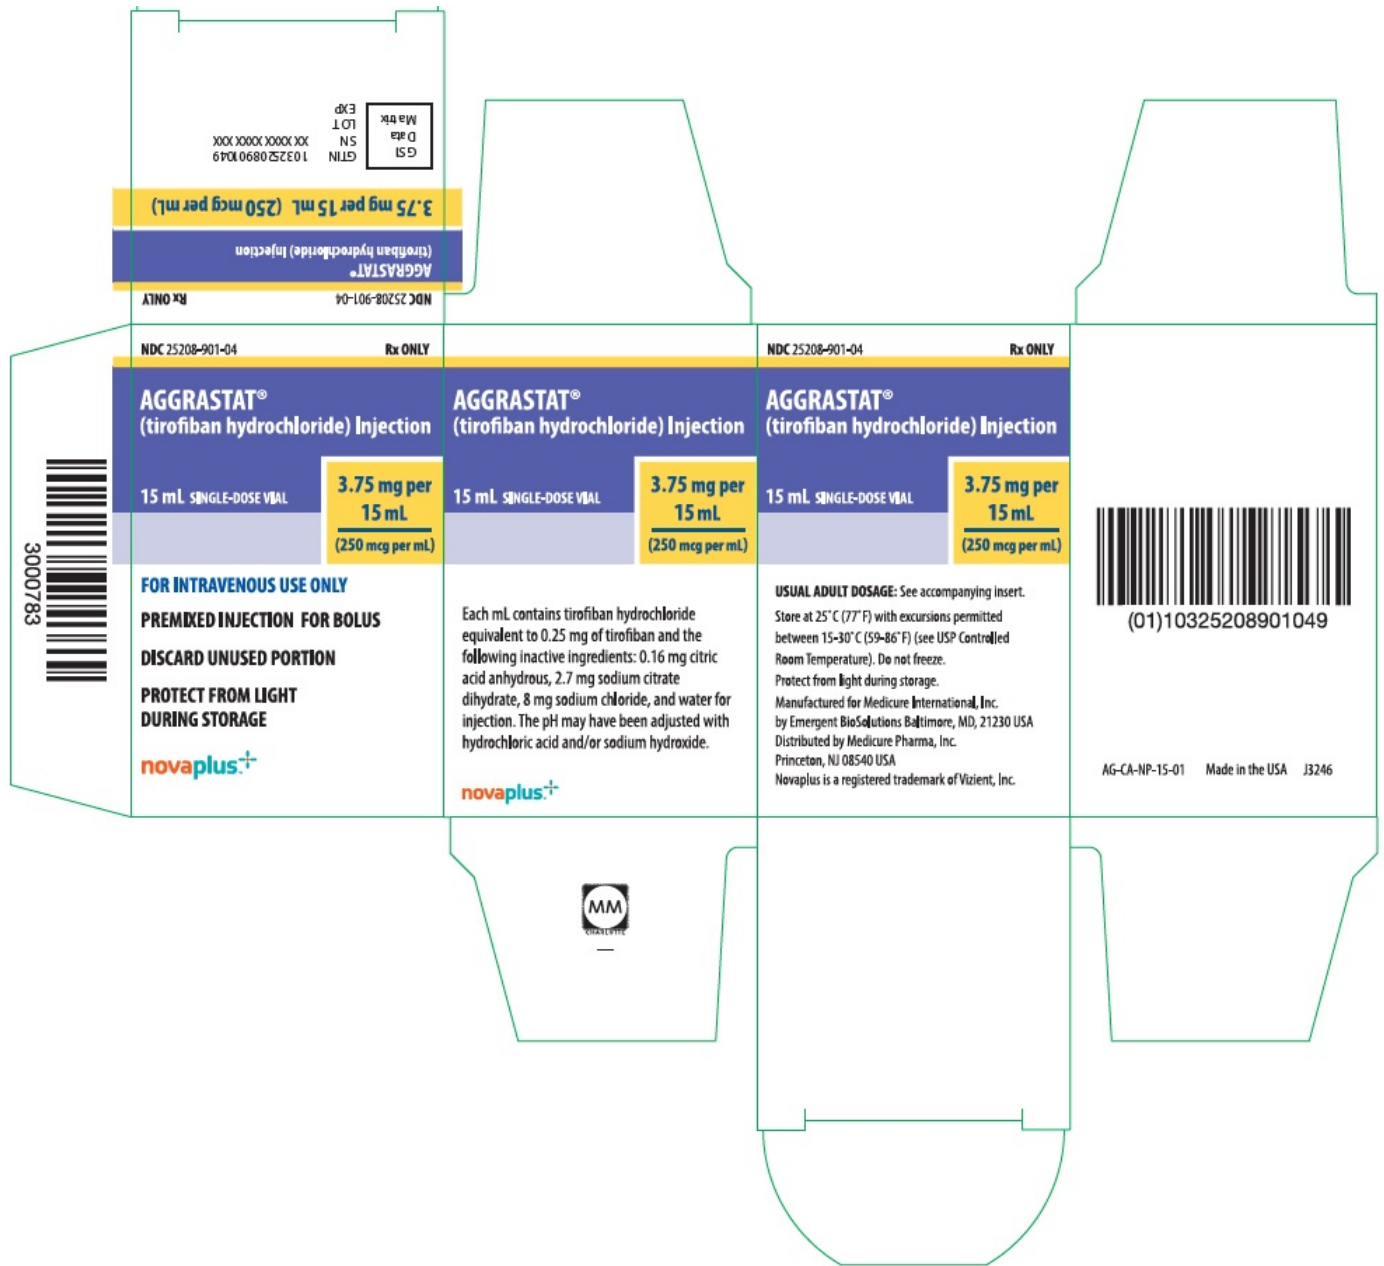 GS1
Data
Matrix
GTIN 10325208901049
SN XX XXXX XXXX XXX
LOT
EXP
3.75 mg per 15 mL (250 mcg per mL)
AGGRASTAT®
(tirofiban hydrochloride) Injection
NDC 25208-901-04 Rx ONLY
3000783
NDC 25208-901-04 Rx ONLY
AGGRASTAT®
(tirofiban hydrochloride) Injection
15 mL SINGLE-DOSE VIAL
3.75 mg per
15 mL
(250 mcg per mL)
FOR INTRAVENOUS USE ONLY
PREMIXED INJECTION FOR BOLUS
DISCARD UNUSED PORTION
PROTECT FROM LIGHT
DURING STORAGE
novaplus
AGGRASTAT®
(tirofiban hydrochloride) Injection
15 mL SINGLE-DOSE VIAL
3.75 mg per
15 mL
(250 mcg per mL)
Each mL contains tirofiban hydrochloride
equivalent to 0.25 mg of tirofiban and the
following inactive ingredients: 0.16 mg citric
acid anhydrous, 2.7 mg sodium citrate
dihydrate, 8 mg sodium chloride, and water for
injection. The pH may have been adjusted with
hydrochloric acid and/or sodium hydroxide.
novaplus
MM
CHARLOTTE
NDC 25208-901-04 Rx ONLY
AGGRASTAT®
(tirofiban hydrochloride) Injection
15 mL SINGLE-DOSE VIAL
3.75 mg per
15 mL
(250 mcg per mL)
USUAL ADULT DOSAGE: See accompanying insert.
Store at 25˚C (77˚F) with excursions permitted
between 15-30˚C (59-86˚F) (see USP Controlled
Room Temperature). Do not freeze.
Protect from light during storage.
Manufactured for Medicure International, Inc.
by Emergent BioSolutions Baltimore, MD, 21230 USA
Distributed by Medicure Pharma, Inc.
Princeton, NJ 08540 USA
Novaplus is a registered trademark of Vizient, Inc.
(01)10325208901049
AG-CA-NP-15-01 Made in the USA J3246